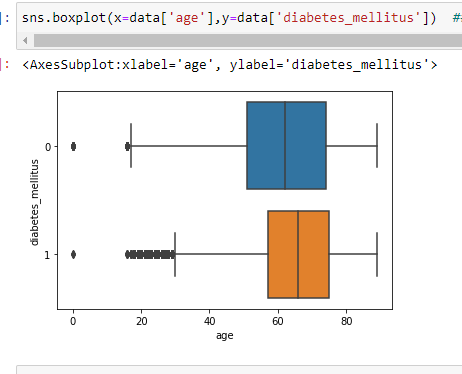 ]: sns.boxplot(x=data['age'],y=data['diabetes_mellitus']) #
]: <AxesSubplot:xlabel='age', ylabel='diabetes_mellitus'>
diabetes_mellitus
0
1
0 20 40 60 80
age